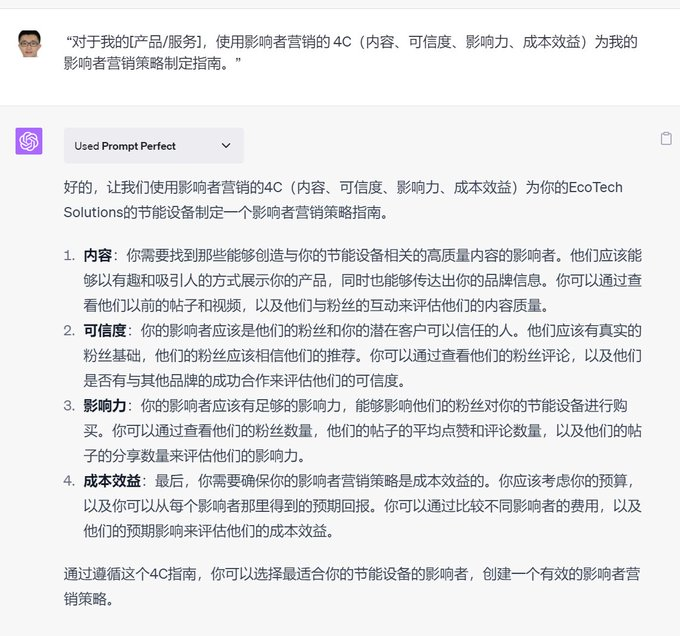 “对于我的[产品/服务]，使用影响者营销的 4C（内容、可信度、影响力、成本效益）为我的
影响者营销策略制定指南。”
Used Prompt Perfect
好的，让我们使用影响者营销的4C（内容、可信度、影响力、成本效益）为你的EcoTech
Solutions的节能设备制定一个影响者营销策略指南。
1. 内容：你需要找到那些能够创造与你的节能设备相关的高质量内容的影响者。他们应该能
够以有趣和吸引人的方式展示你的产品，同时也能够传达出你的品牌信息。你可以通过查
看他们以前的帖子和视频，以及他们与粉丝的互动来评估他们的内容质量。
2. 可信度：你的影响者应该是他们的粉丝和你的潜在客户可以信任的人。他们应该有真实的
粉丝基础，他们的粉丝应该相信他们的推荐。你可以通过查看他们的粉丝评论，以及他们
是否有与其他品牌的成功合作来评估他们的可信度。
3. 影响力：你的影响者应该有足够的影响力，能够影响他们的粉丝对你的节能设备进行购
买。你可以通过查看他们的粉丝数量，他们的帖子的平均点赞和评论数量，以及他们的帖
子的分享数量来评估他们的影响力。
4. 成本效益：最后，你需要确保你的影响者营销策略是成本效益的。你应该考虑你的预算，
以及你可以从每个影响者那里得到的预期回报。你可以通过比较不同影响者的费用，以及
他们的预期影响来评估他们的成本效益。
通过遵循这个4C指南，你可以选择最适合你的节能设备的影响者，创建一个有效的影响者营
销策略。